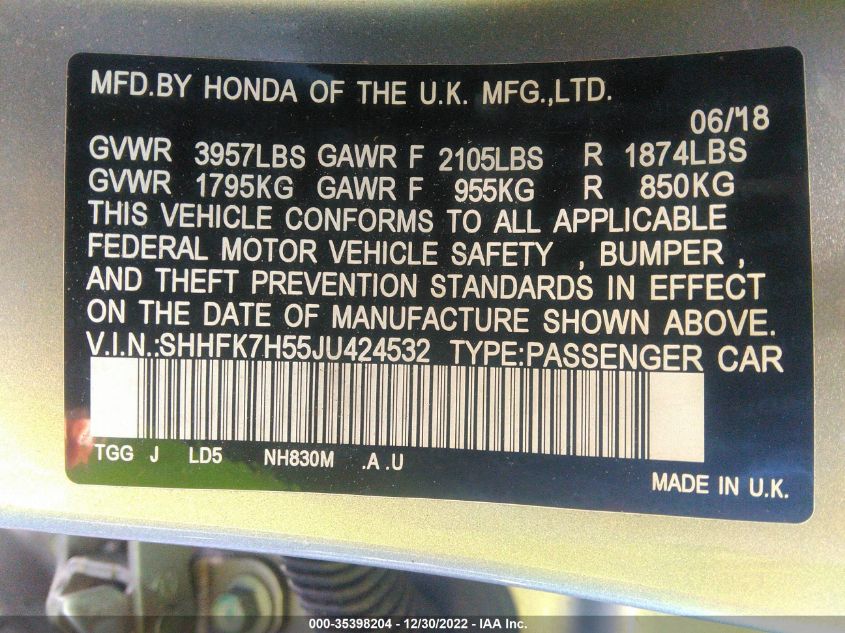 MFD.BY HONDA OF THE U.K. MFG.,LTD.
06/18
GVWR 3957LBS GAWR F 2105LBS R 1874LBS
GVWR 1795KG GAWR F 955KG R 850KG
THIS VEHICLE CONFORMS TO ALL APPLICABLE
FEDERAL MOTOR VEHICLE SAFETY , BUMPER ,
AND THEFT PREVENTION STANDARDS IN EFFECT
ON THE DATE OF MANUFACTURE SHOWN ABOVE.
V.I.N.:SHHFK7H55JU424532 TYPE:PASSENGER CAR
TGG J LD5 NH830M .A .U
MADE IN U.K.
000-35398204 - 12/30/2022 - IAA Inc.